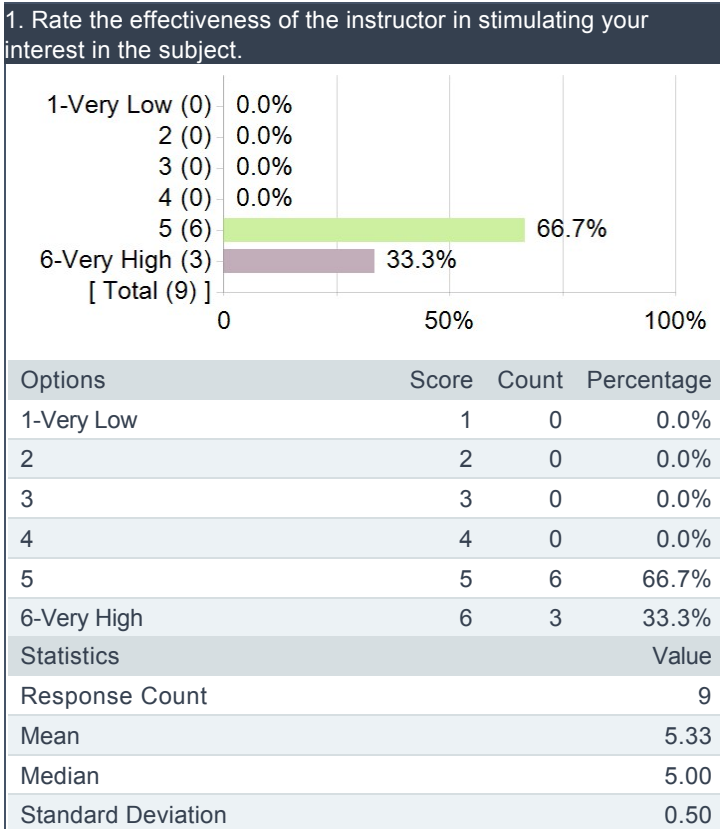 1. Rate the effectiveness of the instructor in stimulating your
interest in the subject.
1-Very Low (0) 0.0%
2 (0) 0.0%
3 (0) 0.0%
4 (0) 0.0%
5 (6) 66.7%
6-Very High (3) 33.3%
[ Total (9) ]
0 50% 100%
Options Score Count Percentage
1-Very Low 1 0 0.0%
2 2 0 0.0%
3 3 0 0.0%
4 4 0 0.0%
5 5 6 66.7%
6-Very High 6 3 33.3%
Statistics Value
Response Count 9
Mean 5.33
Median 5.00
Standard Deviation 0.50